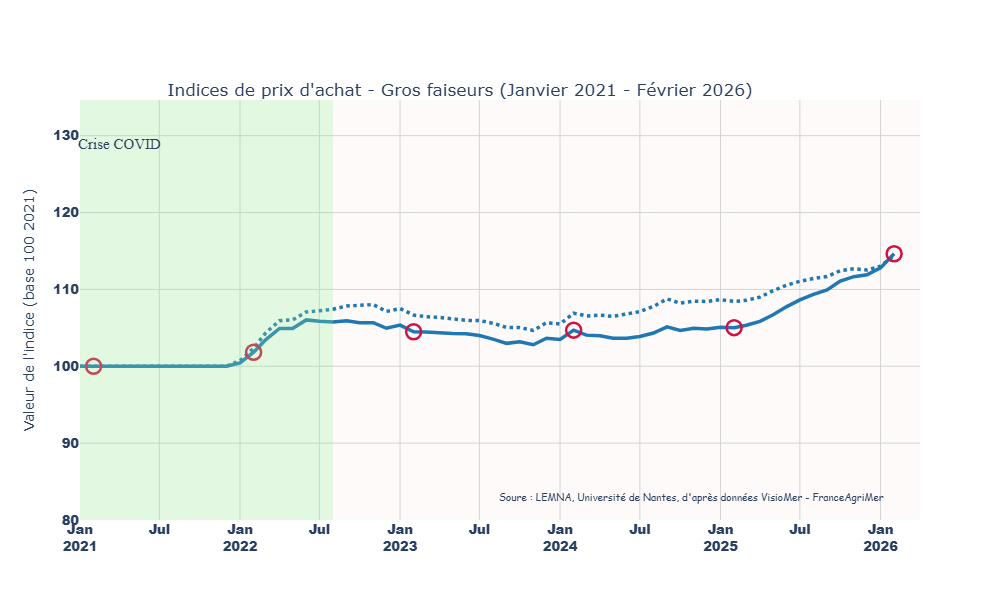 Indices de prix d'achat - Gros faiseurs (Janvier 2021 - Février 2026)
130
Crise COVID
120
110
100
90
80
Valeur de l'indice (base 100 2021)
Soure : LEMNA, Université de Nantes, d'après données VisioMer - FranceAgriMer
Jan Jul Jan Jul Jan Jul Jan Jul Jan Jul Jan
2021 2022 2023 2024 2025 2026